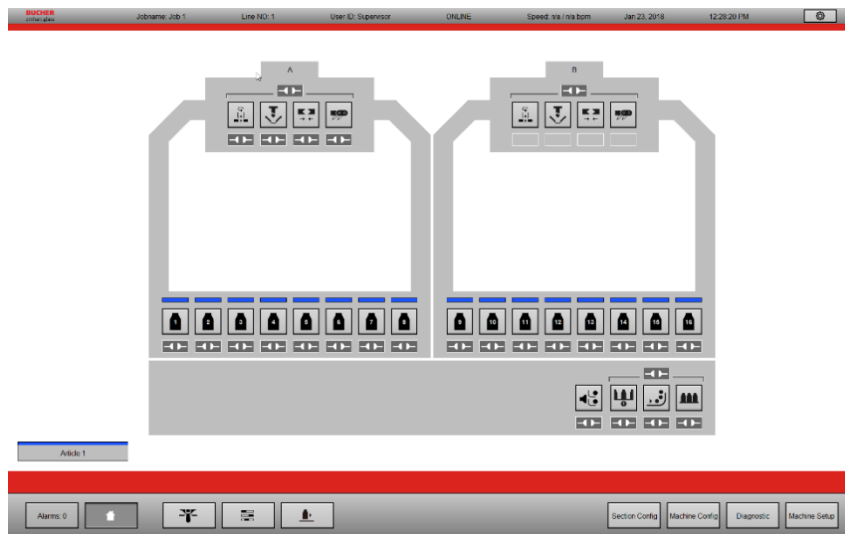 BUCHER
emhart glass
Jobname: Job 1
Line NO: 1
User ID: Supervisor
ONLINE
Speed: n/a / n/a bpm
Jan 23, 2018
12:28:20 PM
A
B
1
2
3
4
5
6
7
8
9
10
11
12
13
14
15
16
Article 1
Alarms: 0
Section Config
Machine Config
Diagnostic
Machine Setup